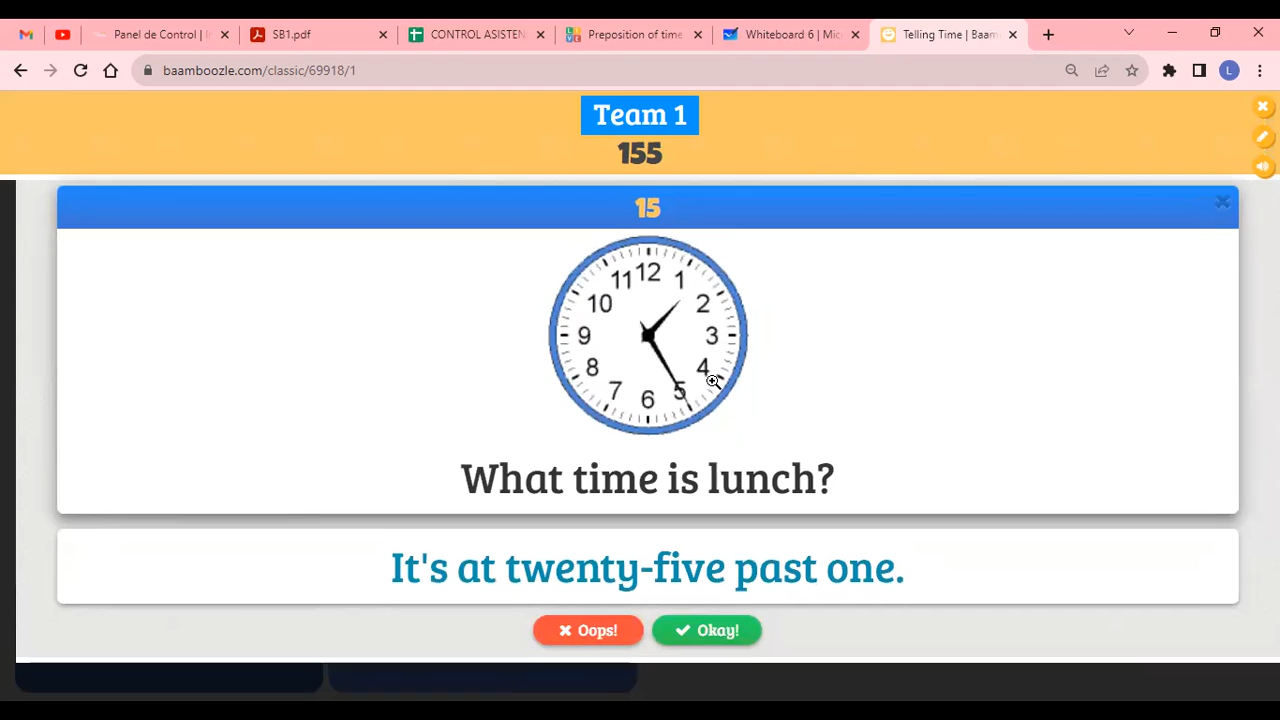 Panel de Control | I
SB1.pdf
CONTROL ASISTEN
Preposition of time
Whiteboard 6 | Mic
Telling Time | Baam
baamboozle.com/classic/69918/1
L
Team 1
155
15
12
11 1
10 2
9 3
8 4
7 5
6
What time is lunch?
It's at twenty-five past one.
Oops! Okay!